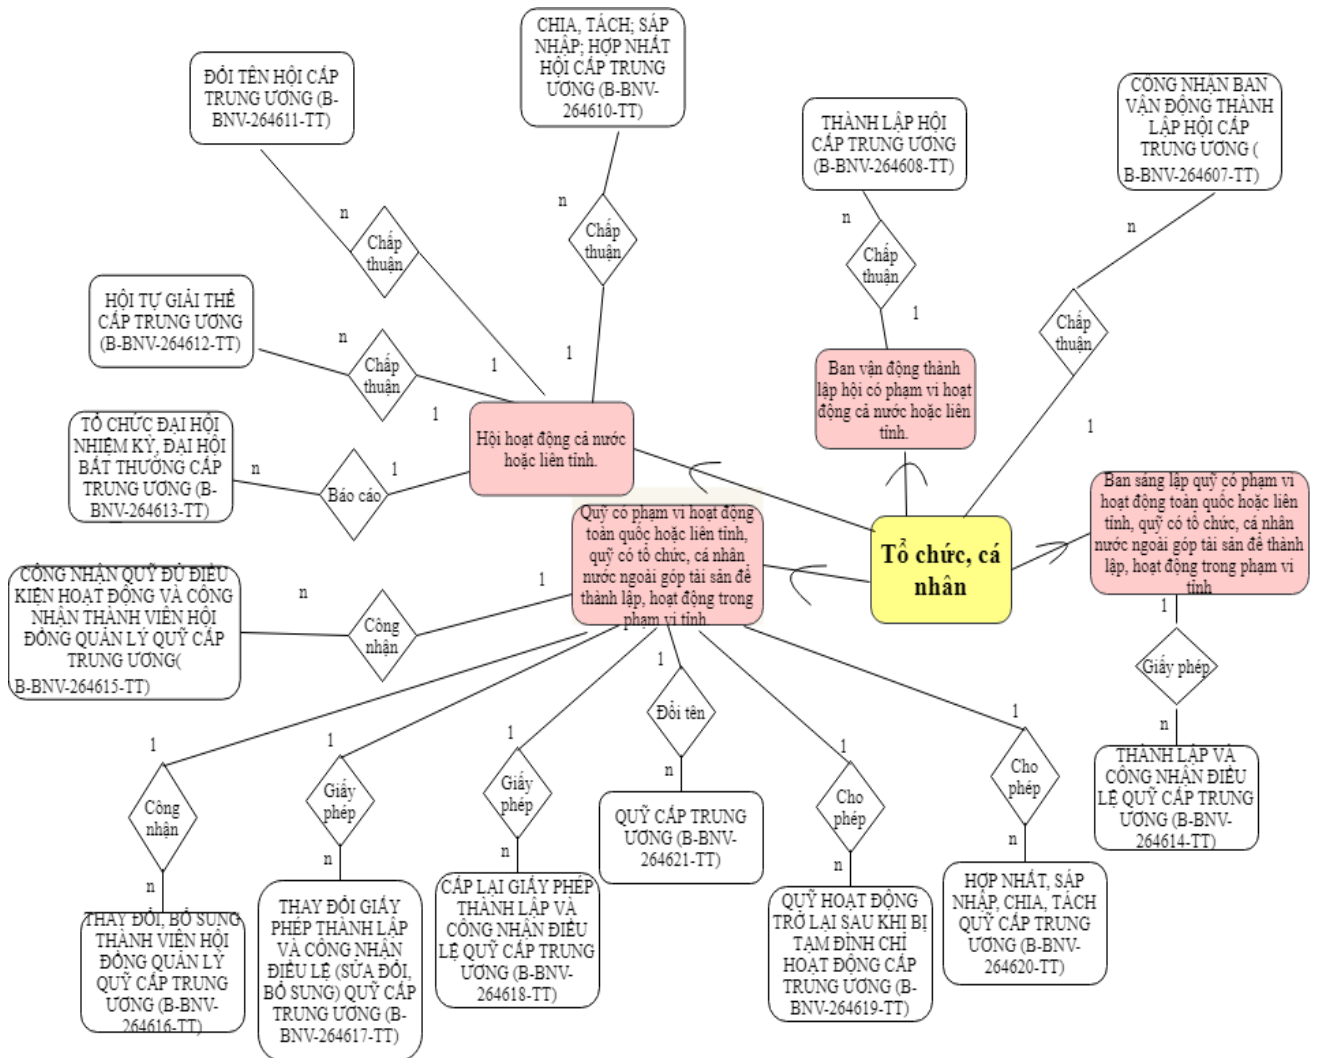 CHIA, TÁCH; SÁP
NHẬP; HỢP NHẤT
HỘI CẤP TRUNG
ƯƠNG (B-BNV-
264610-TT)
ĐỔI TÊN HỘI CẤP
TRUNG ƯƠNG (B-
BNV-264611-TT)
THÀNH LẬP HỘI
CẤP TRUNG ƯƠNG
(B-BNV-264608-TT)
CÔNG NHẬN BAN
VẬN ĐỘNG THÀNH
LẬP HỘI CẤP
TRUNG ƯƠNG (
B-BNV-264607-TT)
n
Chấp
thuận
n
Chấp
thuận
n
Chấp
thuận
1
n
Chấp
thuận
1
HỘI TỰ GIẢI THỂ
CẤP TRUNG ƯƠNG
(B-BNV-264612-TT)
n
Chấp
thuận
1
1
1
Ban vận động thành
lập hội có phạm vi hoạt
động cả nước hoặc liên
tỉnh.
TỔ CHỨC ĐẠI HỘI
NHIỆM KỲ, ĐẠI HỘI
BẤT THƯỜNG CẤP
TRUNG ƯƠNG (B-
BNV-264613-TT)
n
Báo cáo
1
Hội hoạt động cả nước
hoặc liên tỉnh.
Quỹ có phạm vi hoạt động
toàn quốc hoặc liên tỉnh,
quỹ có tổ chức, cá nhân
nước ngoài góp tài sản để
thành lập, hoạt động trong
phạm vi tỉnh
Tổ chức, cá
nhân
Ban sáng lập quỹ có phạm vi
hoạt động toàn quốc hoặc liên
tỉnh, quỹ có tổ chức, cá nhân
nước ngoài góp tài sản để thành
lập, hoạt động trong phạm vi
tỉnh
CÔNG NHẬN QUỸ ĐỦ ĐIỀU
KIỆN HOẠT ĐỘNG VÀ CÔNG
NHẬN THÀNH VIÊN HỘI
ĐỒNG QUẢN LÝ QUỸ CẤP
TRUNG ƯƠNG(
B-BNV-264615-TT)
n
Công
nhận
1
1
Giấy phép
n
THÀNH LẬP VÀ
CÔNG NHẬN ĐIỀU
LỆ QUỸ CẤP TRUNG
ƯƠNG (B-BNV-
264614-TT)
1
Công
nhận
n
1
Giấy
phép
n
1
Giấy
phép
n
1
Đổi tên
n
1
Cho
phép
n
1
Cho
phép
n
THAY ĐỔI, BỔ SUNG
THÀNH VIÊN HỘI
ĐỒNG QUẢN LÝ
QUỸ CẤP TRUNG
ƯƠNG (B-BNV-
264616-TT)
THAY ĐỔI GIẤY
PHÉP THÀNH LẬP
VÀ CÔNG NHẬN
ĐIỀU LỆ (SỬA ĐỔI,
BỔ SUNG) QUỸ CẤP
TRUNG ƯƠNG (B-
BNV-264617-TT)
CẤP LẠI GIẤY PHÉP
THÀNH LẬP VÀ
CÔNG NHẬN ĐIỀU
LỆ QUỸ CẤP TRUNG
ƯƠNG (B-BNV-
264618-TT)
QUỸ CẤP TRUNG
ƯƠNG (B-BNV-
264621-TT)
QUỸ HOẠT ĐỘNG
TRỞ LẠI SAU KHI BỊ
TẠM ĐÌNH CHỈ
HOẠT ĐỘNG CẤP
TRUNG ƯƠNG (B-
BNV-264619-TT)
HỢP NHẤT, SÁP
NHẬP, CHIA, TÁCH
QUỸ CẤP TRUNG
ƯƠNG (B-BNV-
264620-TT)